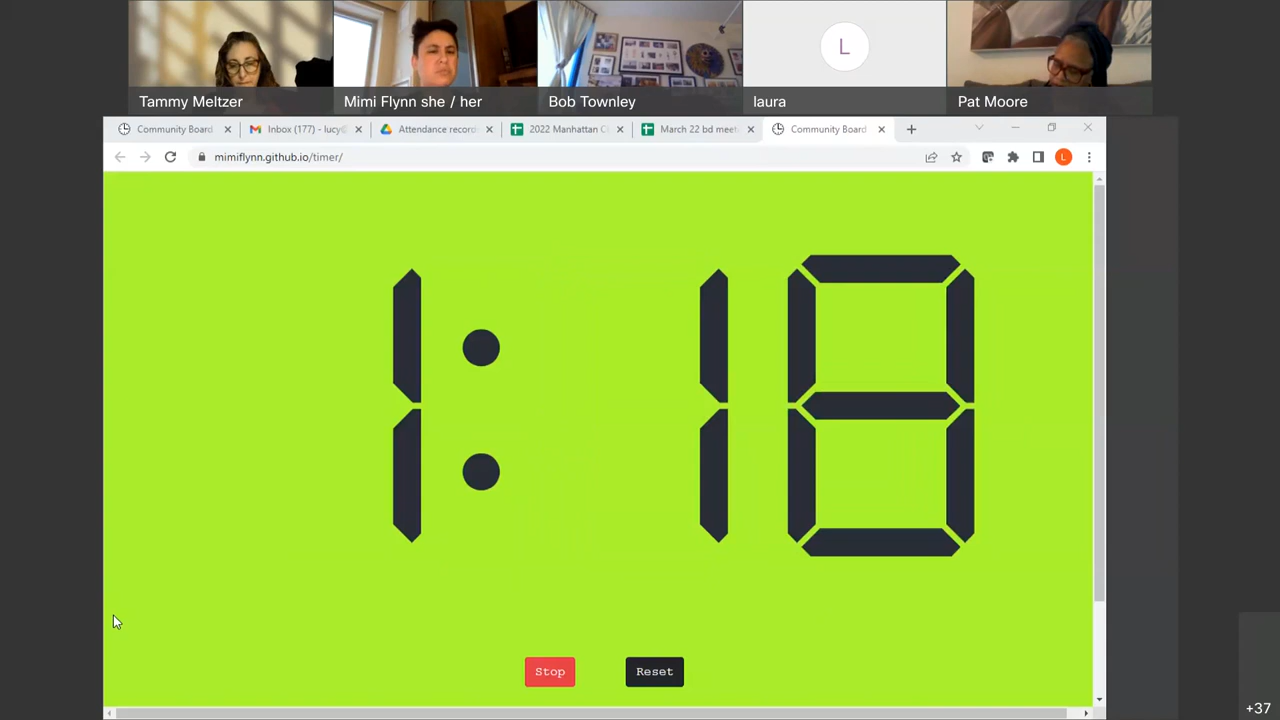 L
Tammy Meltzer
Mimi Flynn she / her
Bob Townley
laura
Pat Moore
Community Board
Inbox (177) - lucy@
Attendance record
2022 Manhattan C
March 22 bd meet
Community Board
mimiflynn.github.io/timer/
L
1:18
Stop
Reset
+37